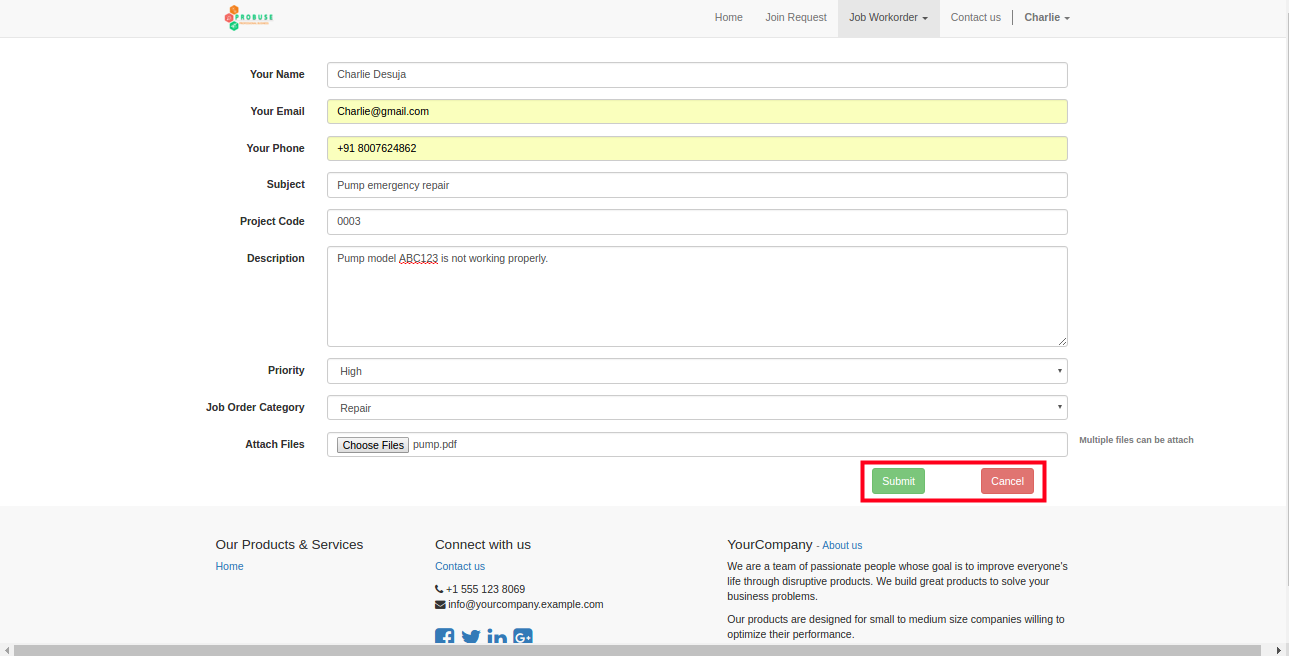 PROBUSE
Home Join Request Job Workorder Contact us Charlie
Your Name Charlie Desuja
Your Email Charlie@gmail.com
Your Phone +91 8007624862
Subject Pump emergency repair
Project Code 0003
Description Pump model ABC123 is not working properly.
Priority High
Job Order Category Repair
Attach Files Choose Files pump.pdf Multiple files can be attach
Submit Cancel
Our Products & Services
Home
Connect with us
Contact us
+1 555 123 8069
info@yourcompany.example.com
YourCompany - About us
We are a team of passionate people whose goal is to improve everyone's
life through disruptive products. We build great products to solve your
business problems.
Our products are designed for small to medium size companies willing to
optimize their performance.